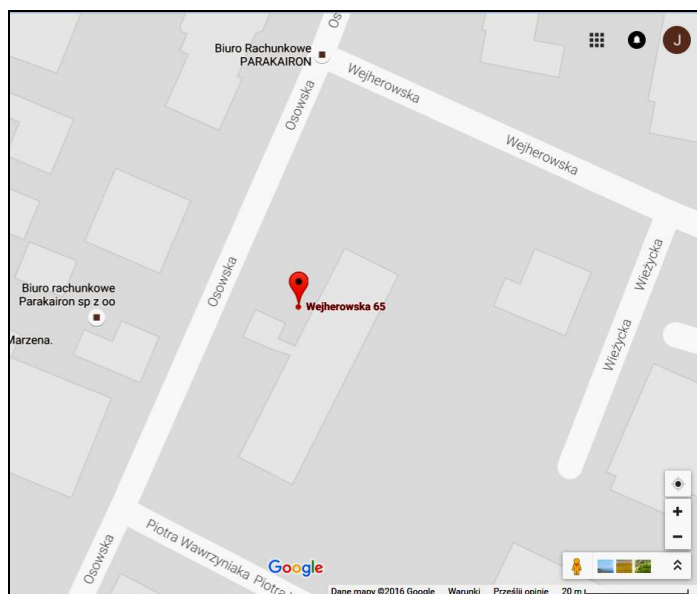 Os
Biuro Rachunkowe
PARAKAIRON
J
Wejherowska
Osowska
Wejherowska
Osowska
Wieżycka
Biuro rachunkowe
Parakairon sp z oo
Wejherowska 65
Marzena.
Wieżycka
Osowska
Piotra Wawrzyniaka
Piotra
Google
Dane mapy ©2016 Google Warunki Prześlij opinię 20 m